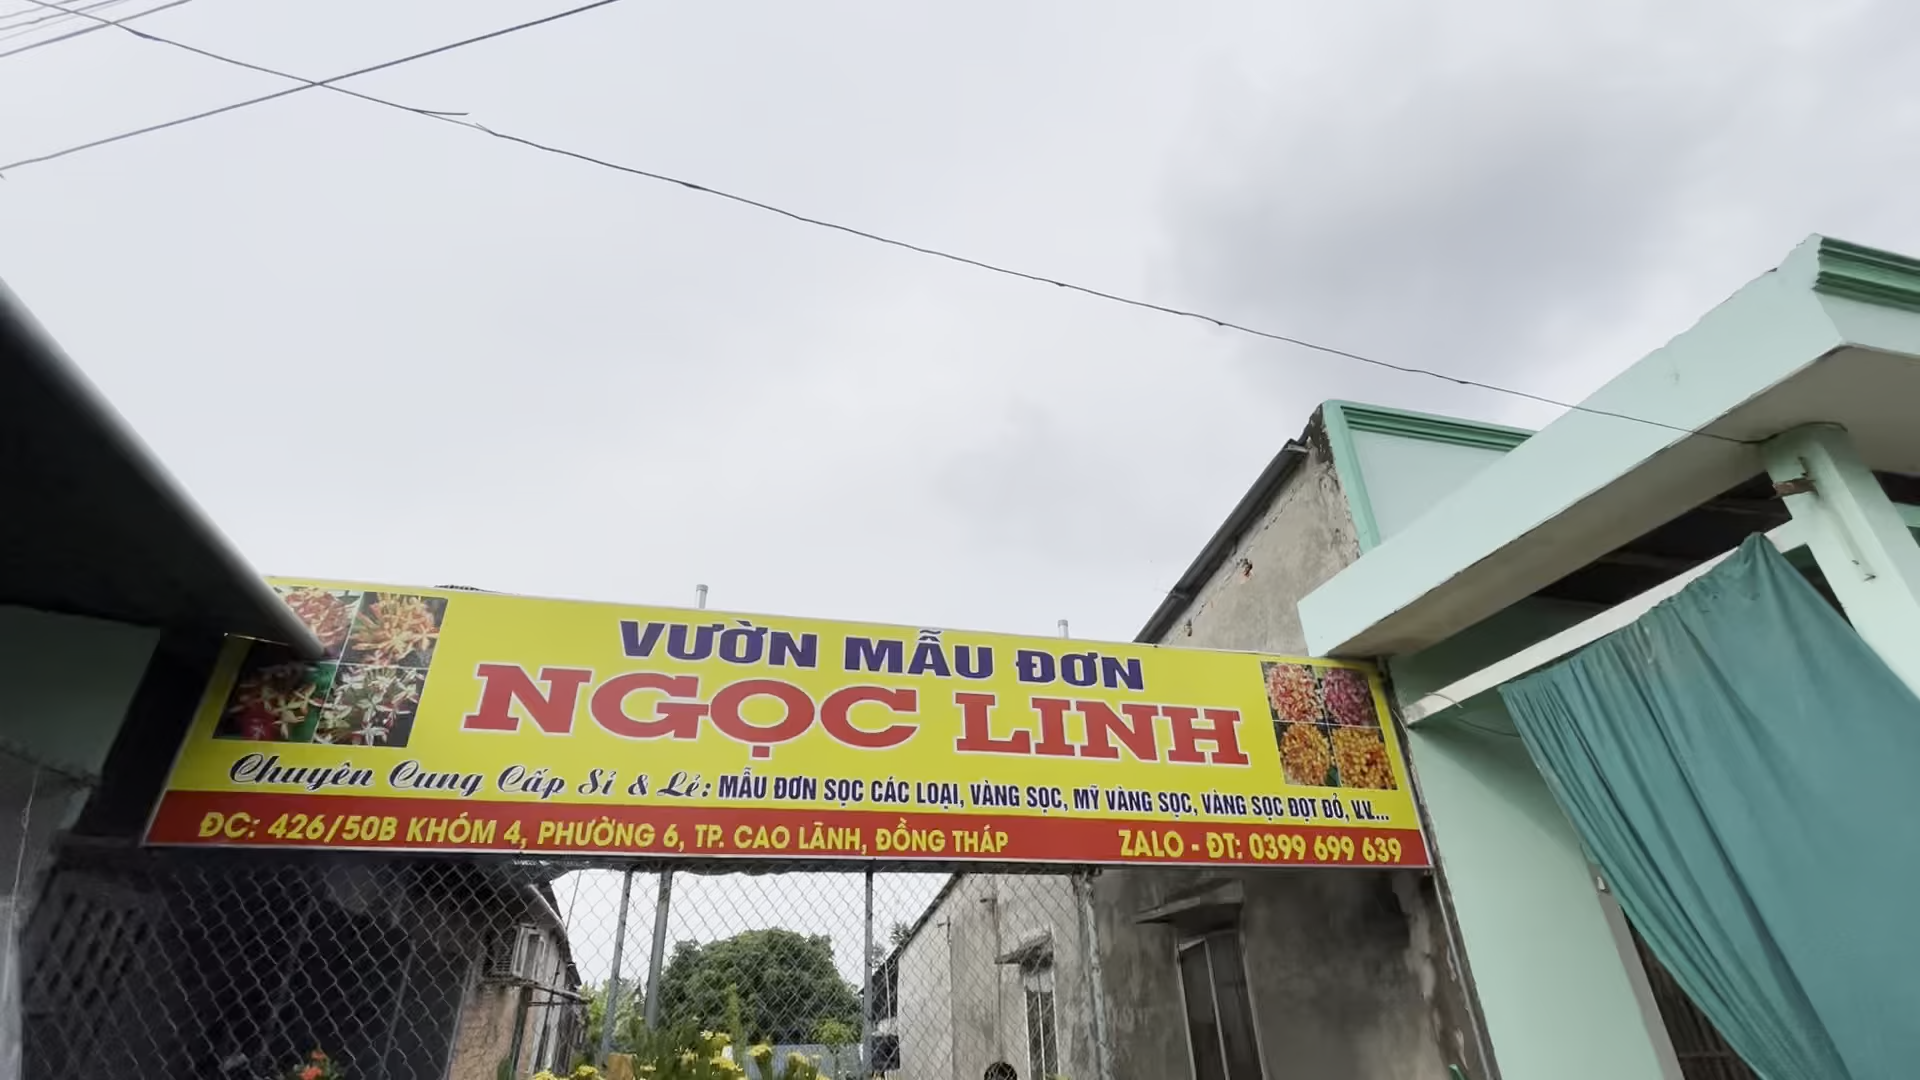 VƯỜN MẪU ĐƠN
NGỌC LINH
Chuyên Cung Cấp Sỉ & Lẻ: MẪU ĐƠN SỌC CÁC LOẠI, VÀNG SỌC, MỸ VÀNG SỌC, VÀNG SỌC ĐỌT ĐỎ, V.V...
ĐC: 426/50B KHÓM 4, PHƯỜNG 6, TP. CAO LÃNH, ĐỒNG THÁP ZALO - ĐT: 0399 699 639